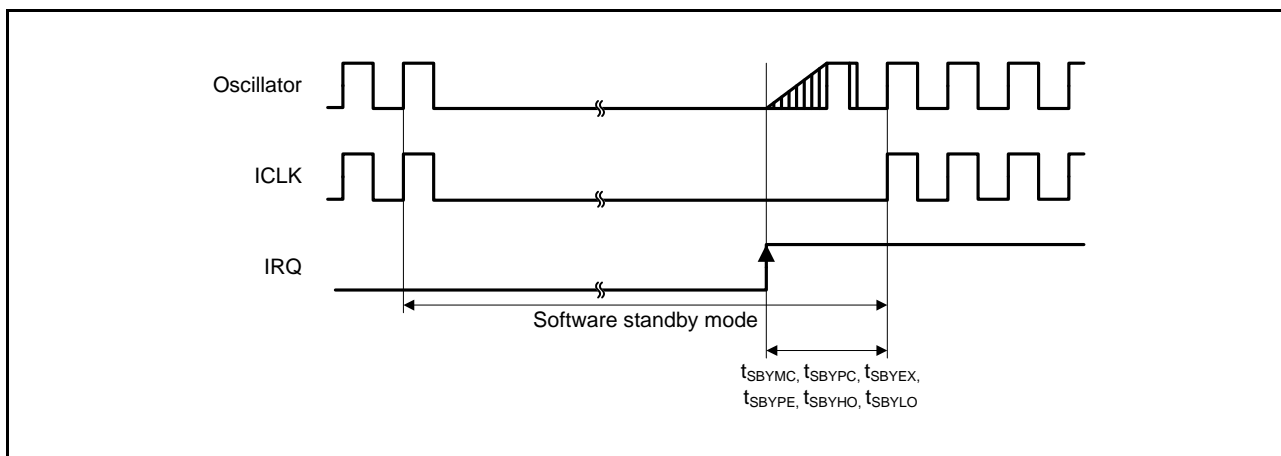 Oscillator
ICLK
IRQ
Software standby mode
tSBYMC, tSBYPC, tSBYEX,
tSBYPE, tSBYHO, tSBYLO